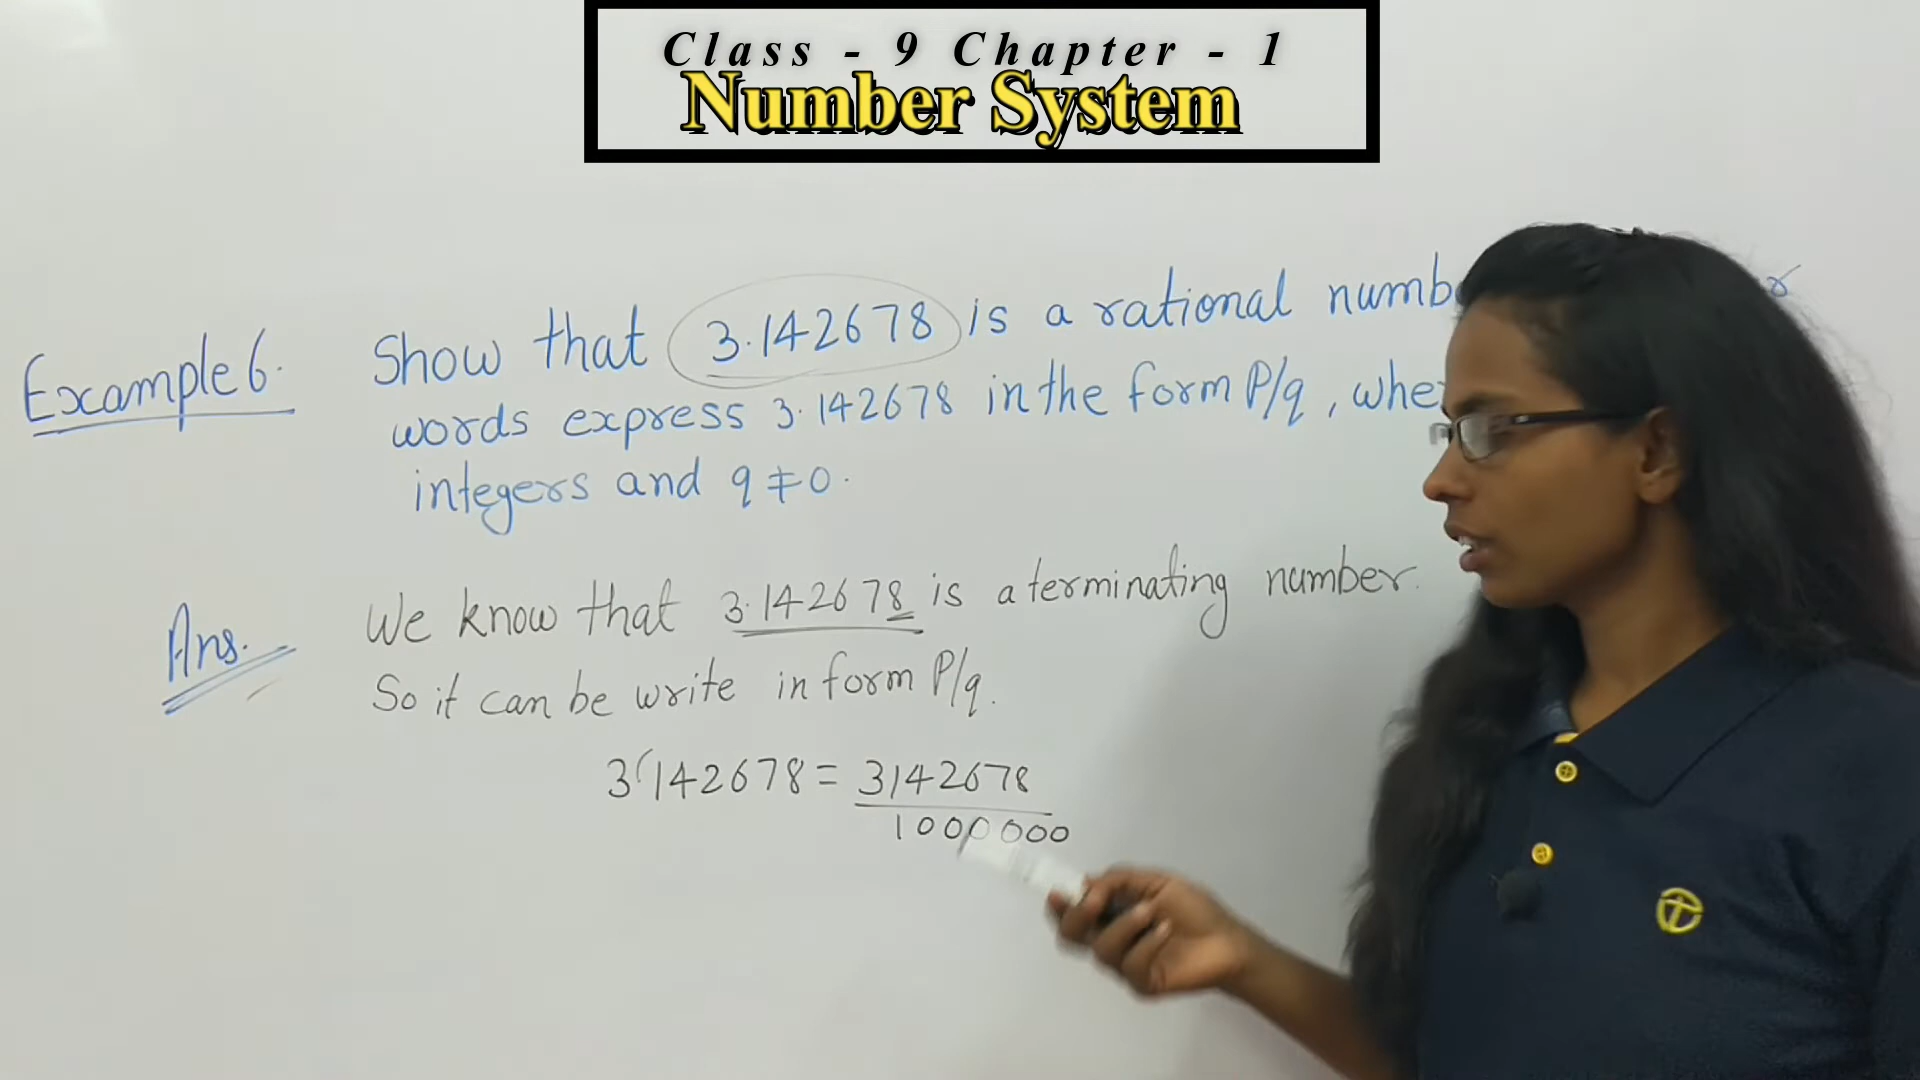 Class - 9 Chapter - 1
Number System
Example 6. Show that 3.142678 is a rational
words express 3.142678 in the form P/q,
integers and q ≠ 0.
Ans. We know that 3.142678 is a terminating number.
So it can be write in form P/q.
3.142678 = 3142678
1000000